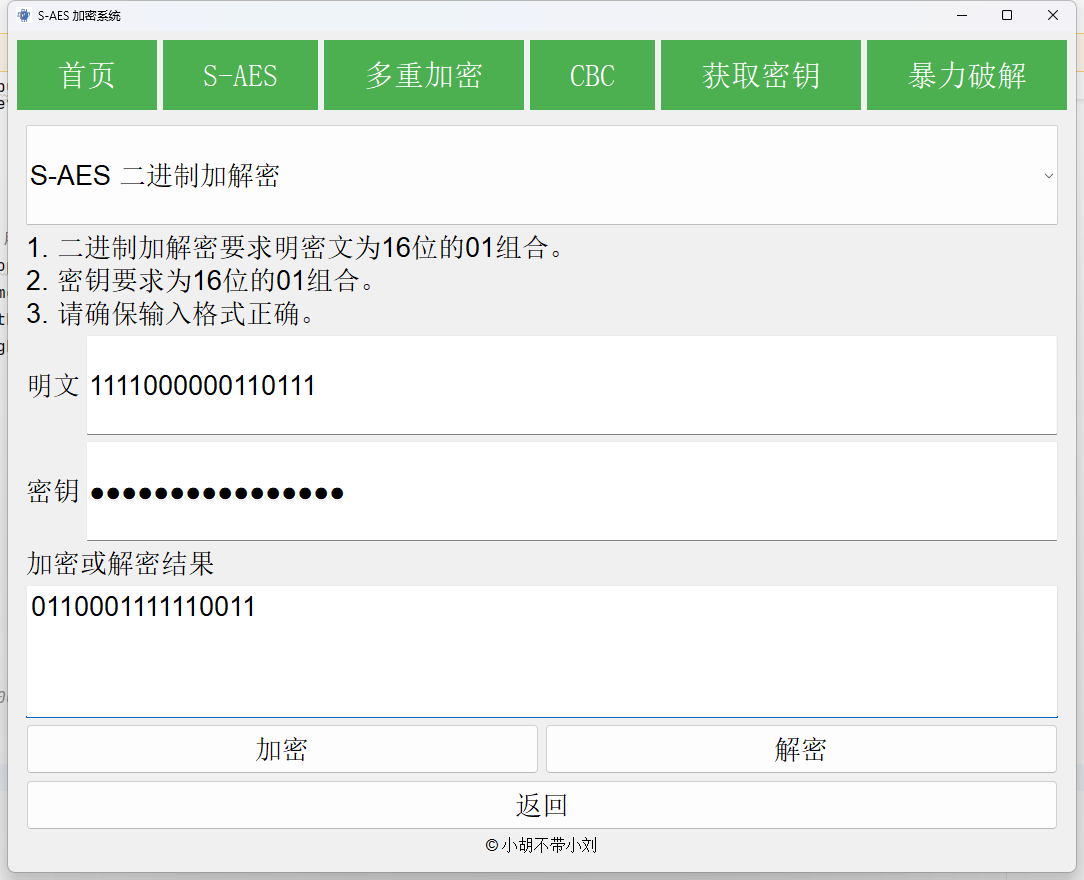 S-AES 加密系统
首页 S-AES 多重加密 CBC 获取密钥 暴力破解
S-AES 二进制加解密
1. 二进制加解密要求明密文为16位的01组合。
2. 密钥要求为16位的01组合。
3. 请确保输入格式正确。
明文 1111000000110111
密钥 ●●●●●●●●●●●●●●●●
加密或解密结果
0110001111110011
加密 解密
返回
© 小胡不带小刘